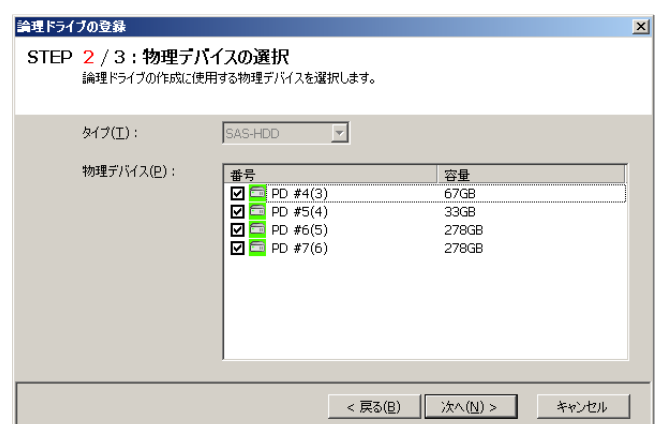 論理ドライブの登録
STEP 2 / 3 : 物理デバイスの選択
論理ドライブの作成に使用する物理デバイスを選択します。
タイプ(T) : SAS-HDD
物理デバイス(P) :
番号 容量
PD #4(3) 67GB
PD #5(4) 33GB
PD #6(5) 278GB
PD #7(6) 278GB
< 戻る(B) 次へ(N) > キャンセル